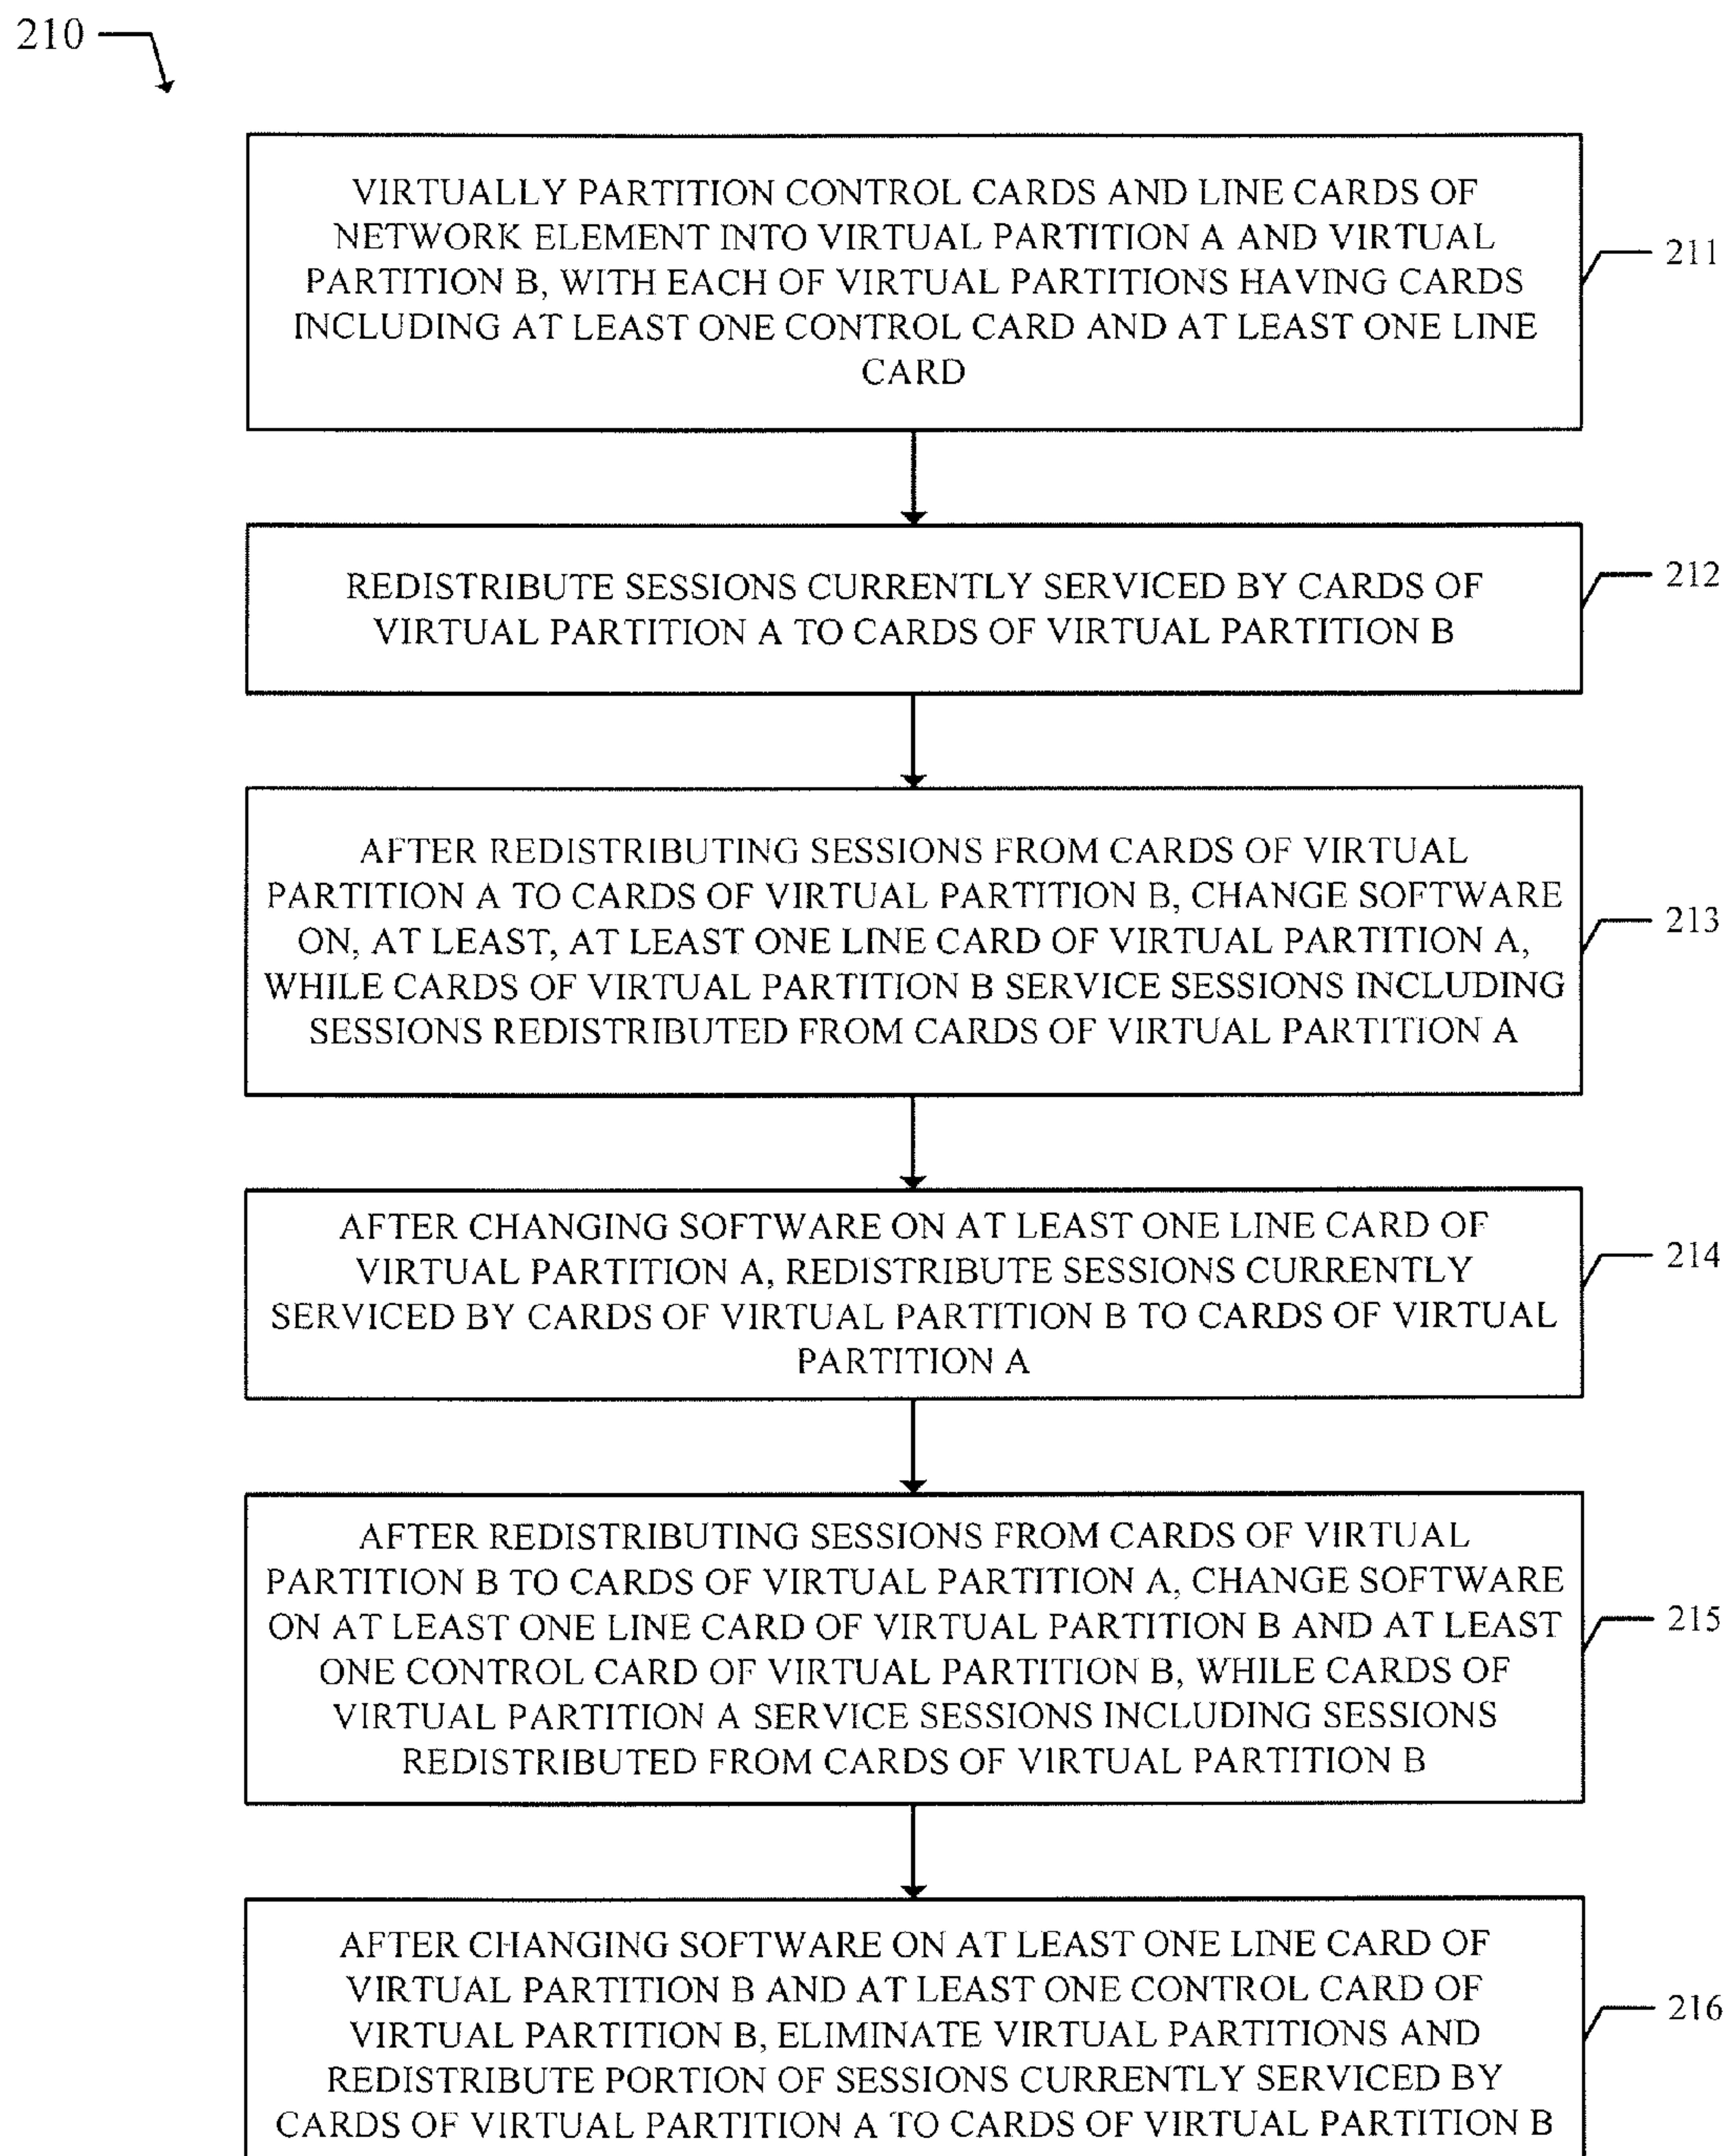 210
VIRTUALLY PARTITION CONTROL CARDS AND LINE CARDS OF
NETWORK ELEMENT INTO VIRTUAL PARTITION A AND VIRTUAL
PARTITION B, WITH EACH OF VIRTUAL PARTITIONS HAVING CARDS
INCLUDING AT LEAST ONE CONTROL CARD AND AT LEAST ONE LINE
CARD
211
REDISTRIBUTE SESSIONS CURRENTLY SERVICED BY CARDS OF
VIRTUAL PARTITION A TO CARDS OF VIRTUAL PARTITION B
212
AFTER REDISTRIBUTING SESSIONS FROM CARDS OF VIRTUAL
PARTITION A TO CARDS OF VIRTUAL PARTITION B, CHANGE SOFTWARE
ON, AT LEAST, AT LEAST ONE LINE CARD OF VIRTUAL PARTITION A,
WHILE CARDS OF VIRTUAL PARTITION B SERVICE SESSIONS INCLUDING
SESSIONS REDISTRIBUTED FROM CARDS OF VIRTUAL PARTITION A
213
AFTER CHANGING SOFTWARE ON AT LEAST ONE LINE CARD OF
VIRTUAL PARTITION A, REDISTRIBUTE SESSIONS CURRENTLY
SERVICED BY CARDS OF VIRTUAL PARTITION B TO CARDS OF VIRTUAL
PARTITION A
214
AFTER REDISTRIBUTING SESSIONS FROM CARDS OF VIRTUAL
PARTITION B TO CARDS OF VIRTUAL PARTITION A, CHANGE SOFTWARE
ON AT LEAST ONE LINE CARD OF VIRTUAL PARTITION B AND AT LEAST
ONE CONTROL CARD OF VIRTUAL PARTITION B, WHILE CARDS OF
VIRTUAL PARTITION A SERVICE SESSIONS INCLUDING SESSIONS
REDISTRIBUTED FROM CARDS OF VIRTUAL PARTITION B
215
AFTER CHANGING SOFTWARE ON AT LEAST ONE LINE CARD OF
VIRTUAL PARTITION B AND AT LEAST ONE CONTROL CARD OF
VIRTUAL PARTITION B, ELIMINATE VIRTUAL PARTITIONS AND
REDISTRIBUTE PORTION OF SESSIONS CURRENTLY SERVICED BY
CARDS OF VIRTUAL PARTITION A TO CARDS OF VIRTUAL PARTITION B
216